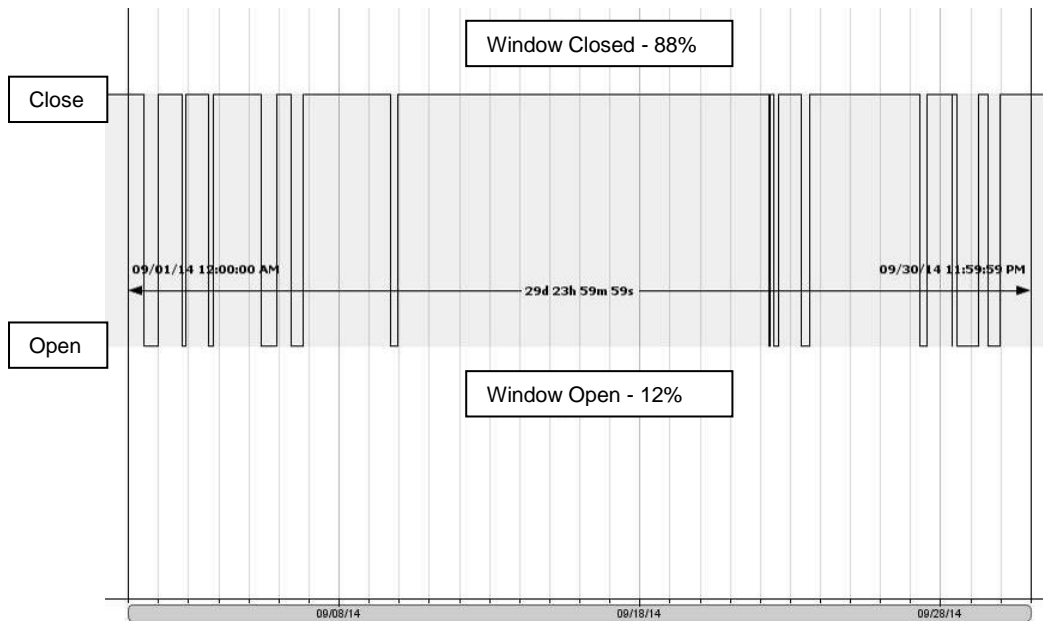 Window Closed - 88%
Close
09/01/14 12:00:00 AM
09/30/14 11:59:59 PM
29d 23h 59m 59s
Open
Window Open - 12%
09/08/14
09/18/14
09/28/14